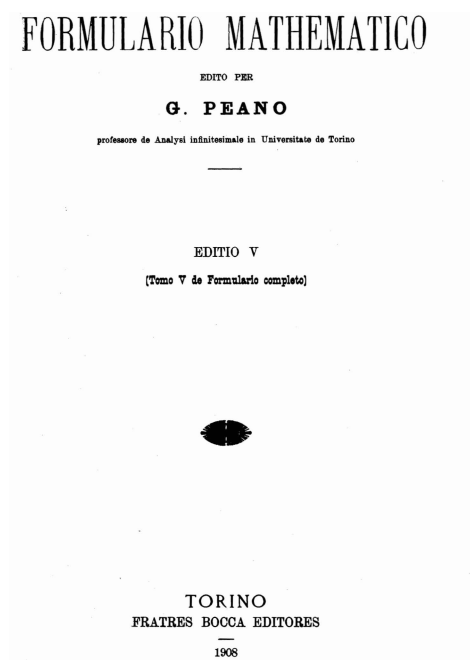 FORMULARIO MATHEMATICO
EDITO PER
G. PEANO
professore de Analysi infinitesimale in Universitate de Torino
EDITIO V
[Tomo V de Formulario completo]
TORINO
FRATRES BOCCA EDITORES
1908